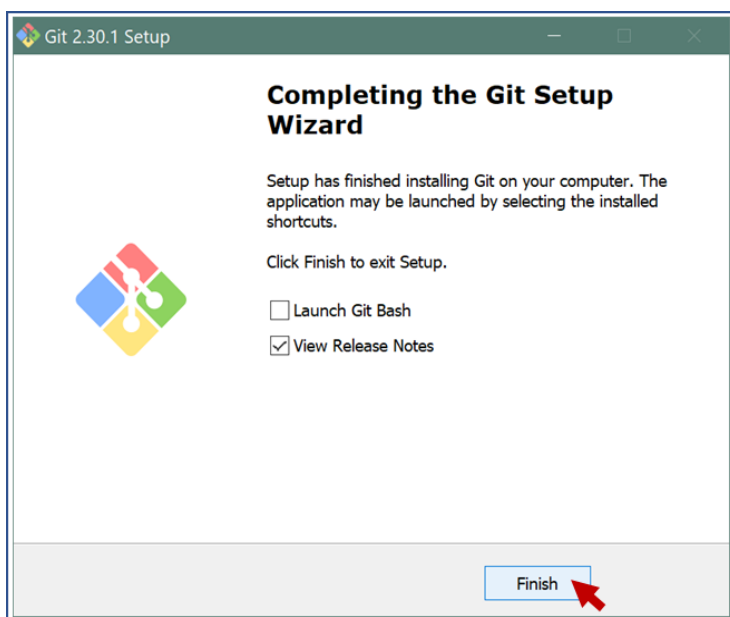 Git 2.30.1 Setup
Completing the Git Setup
Wizard
Setup has finished installing Git on your computer. The
application may be launched by selecting the installed
shortcuts.
Click Finish to exit Setup.
Launch Git Bash
View Release Notes
Finish